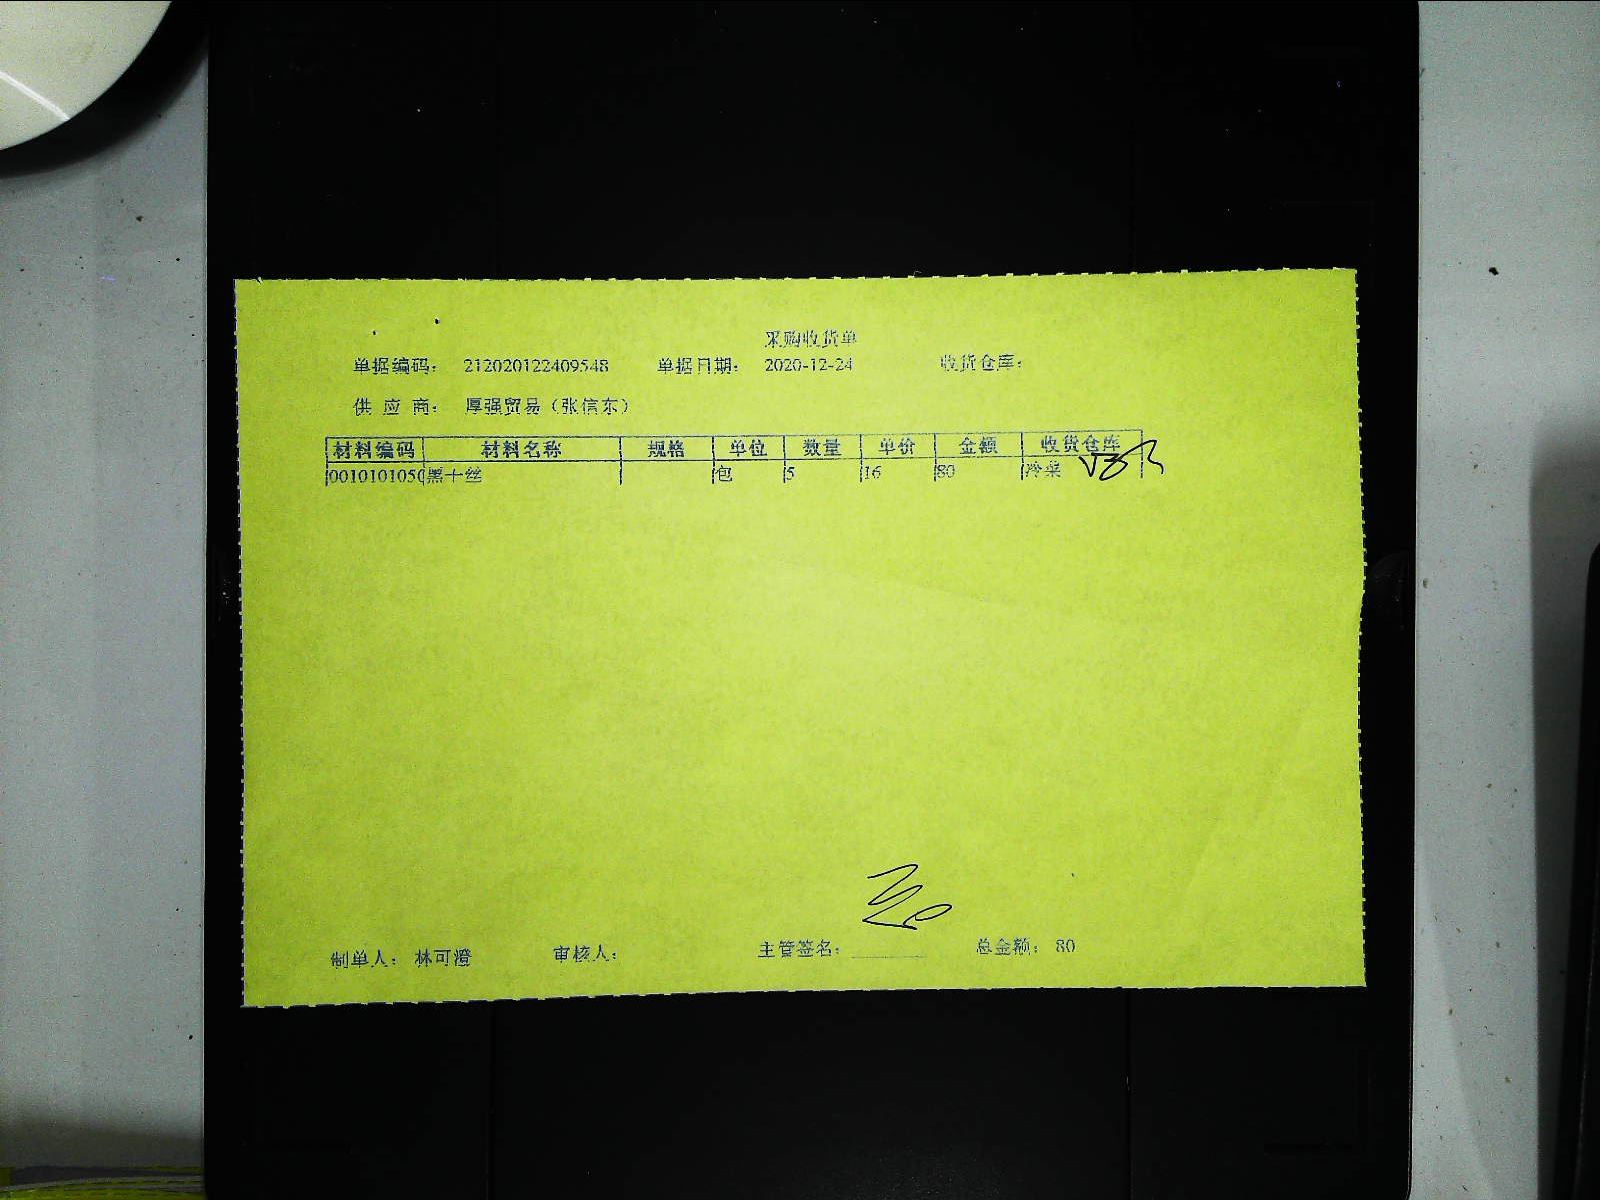 采购收货单
单据编码： 212020122409548 单据日期： 2020-12-24 收货仓库：
供 应 商： 厚强贸易（张信东）
材料编码 材料名称 规格 单位 数量 单价 金额 收货仓库
0010101050 黑十丝 包 5 16 80 冷菜
制单人： 林可澄 审核人： 主管签名： 总金额： 80